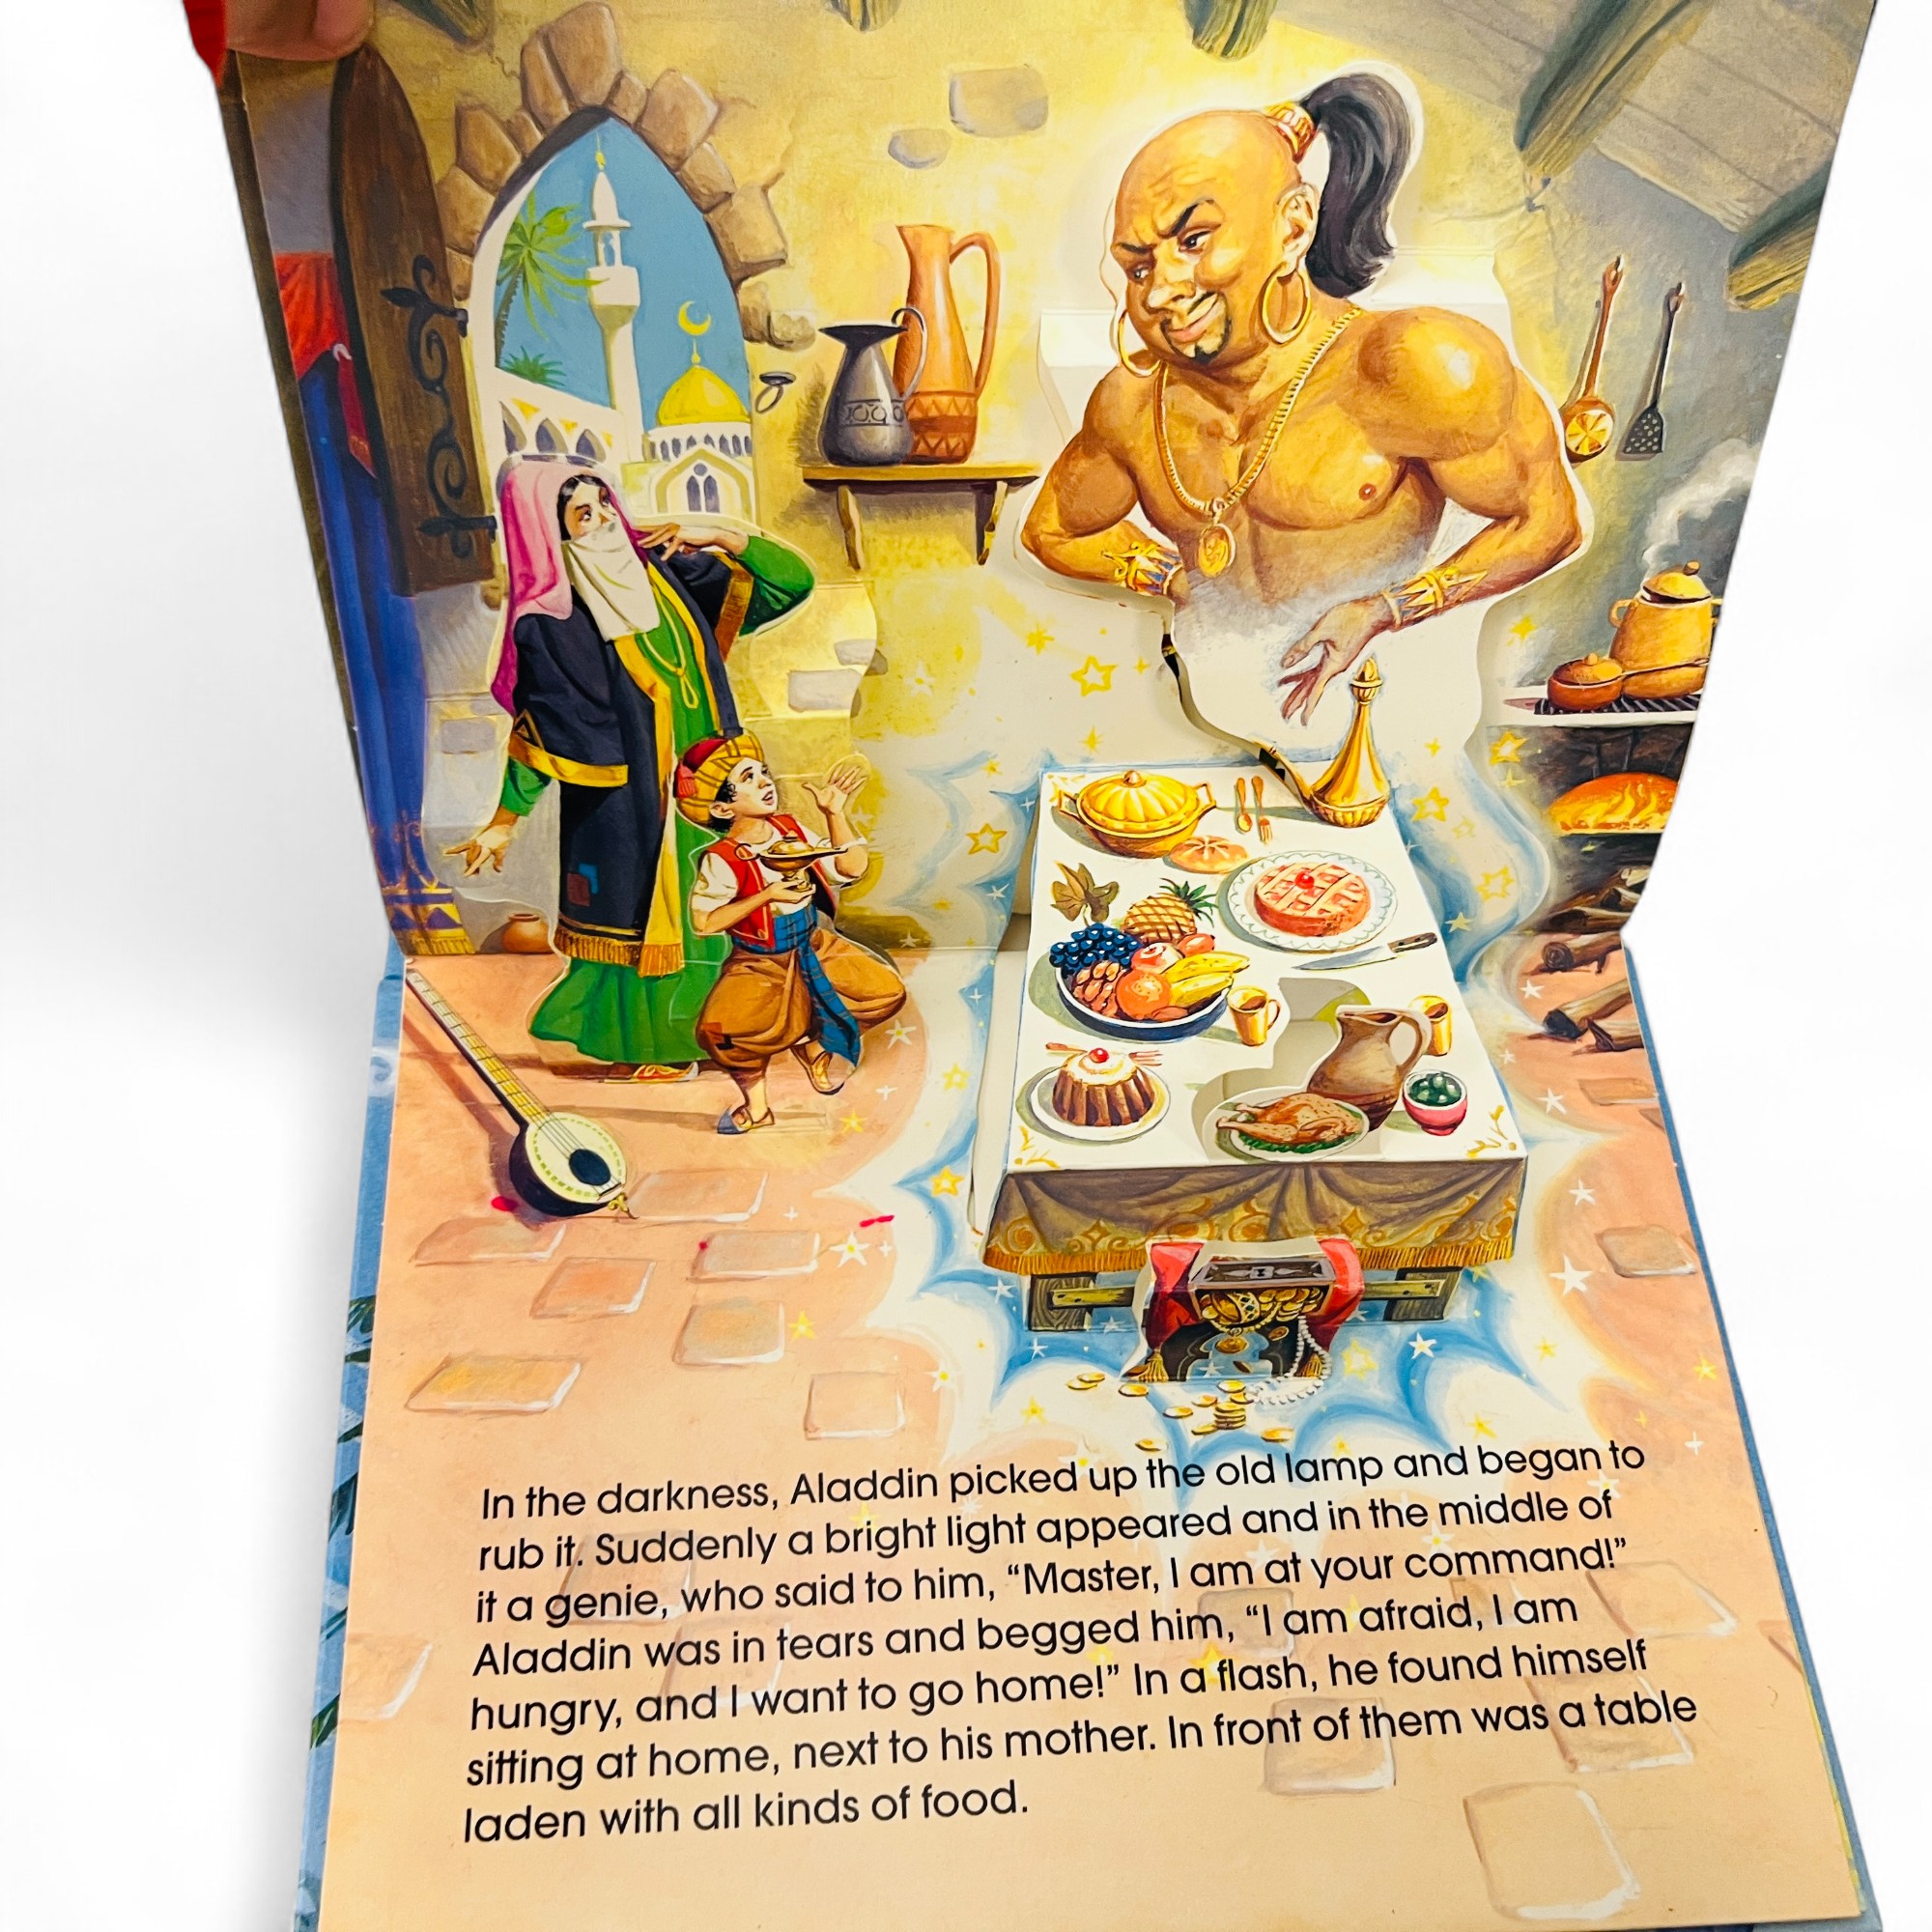 In the darkness, Aladdin picked up the old lamp and began to
rub it. Suddenly a bright light appeared and in the middle of
it a genie, who said to him, “Master, I am at your command!”
Aladdin was in tears and begged him, “I am afraid, I am
hungry, and I want to go home!” In a flash, he found himself
sitting at home, next to his mother. In front of them was a table
laden with all kinds of food.